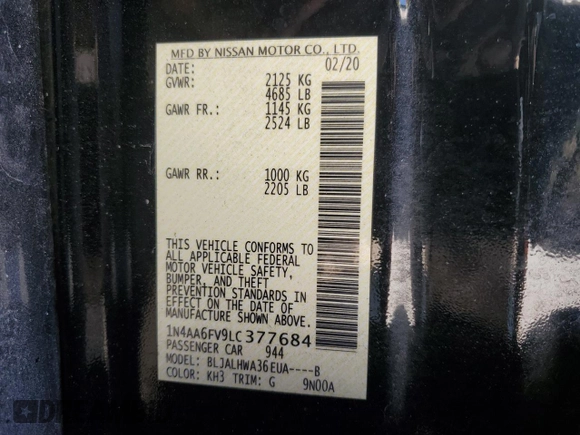 MFD BY NISSAN MOTOR CO., LTD.
DATE: 02/20
GVWR: 2125 KG
4685 LB
GAWR FR.: 1145 KG
2524 LB
GAWR RR.: 1000 KG
2205 LB
THIS VEHICLE CONFORMS TO
ALL APPLICABLE FEDERAL
MOTOR VEHICLE SAFETY,
BUMPER, AND THEFT
PREVENTION STANDARDS IN
EFFECT ON THE DATE OF
MANUFACTURE SHOWN ABOVE.
1N4AA6FV9LC377684
PASSENGER CAR 944
MODEL: BLJALHWA36EUA----B
COLOR: KH3 TRIM: G 9N00A